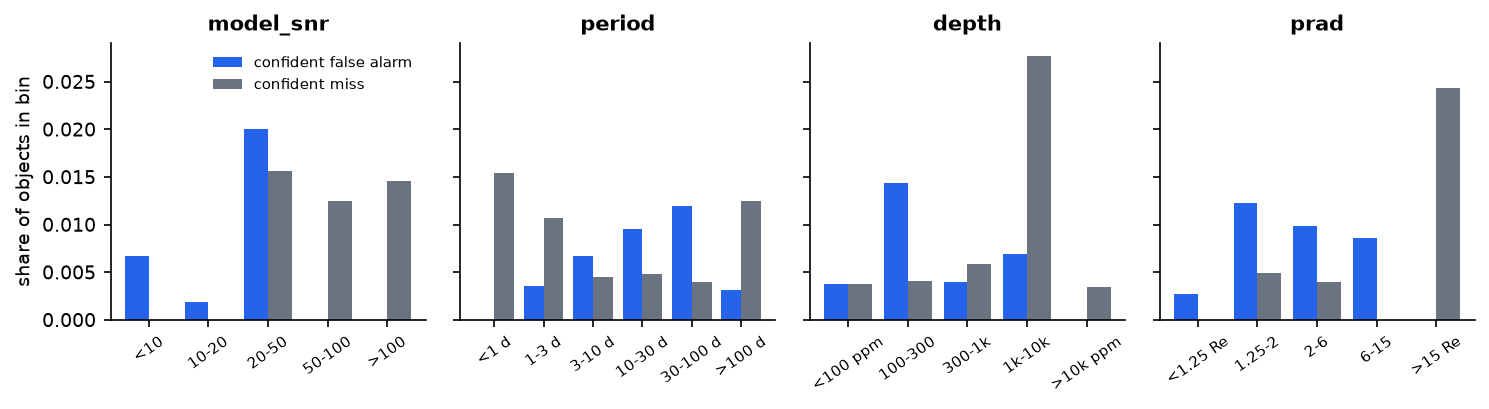 model_snr
period
depth
prad
confident false alarm
confident miss
share of objects in bin
0.025
0.020
0.015
0.010
0.005
0.000
<10
10-20
20-50
50-100
>100
<1 d
1-3 d
3-10 d
10-30 d
30-100 d
>100 d
<100 ppm
100-300
300-1k
1k-10k
>10k ppm
<1.25 Re
1.25-2
2-6
6-15
>15 Re